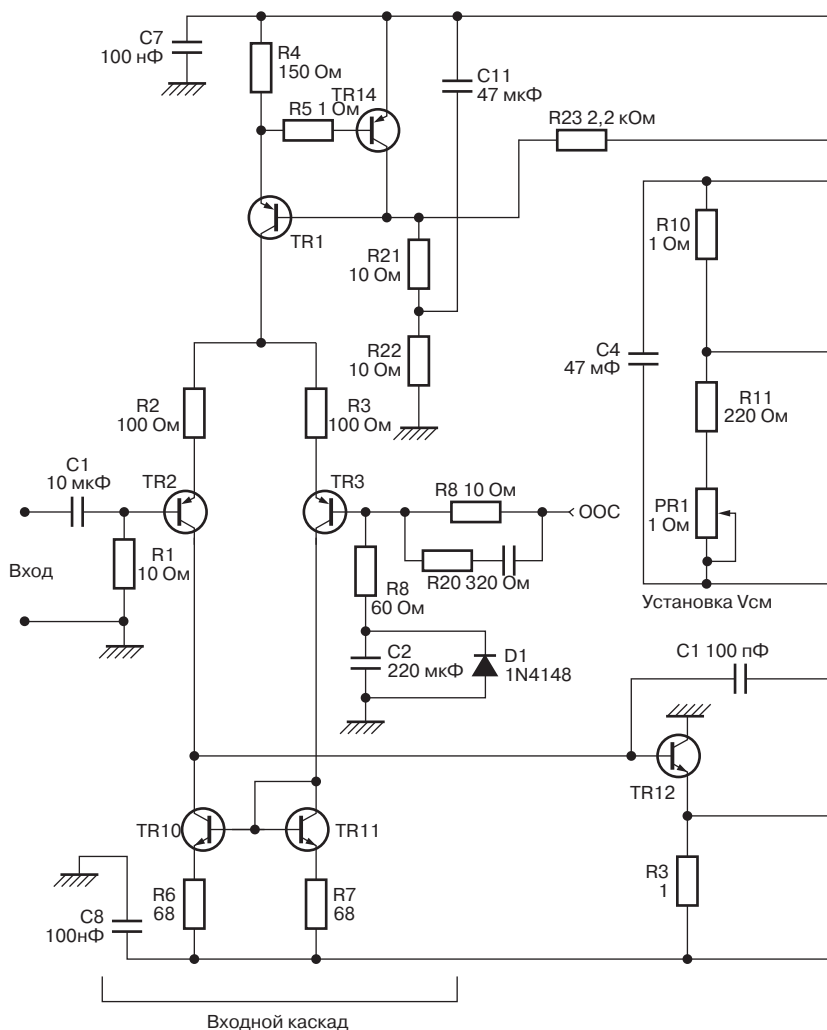 C7
100 нФ
R4
150 Ом
C11
47 мкФ
TR14
R5 1 Ом
R23 2,2 кОм
TR1
R21
10 Ом
R10
1 Ом
R22
10 Ом
C4
47 мФ
R11
220 Ом
R2
100 Ом
R3
100 Ом
C1
10 мкФ
TR2
TR3
R8 10 Ом
ООС
PR1
1 Ом
R1
10 Ом
Вход
R20 320 Ом
R8
60 Ом
Установка Vсм
C2
220 мкФ
D1
1N4148
C1 100 пФ
TR12
TR10
TR11
R3
1
R6
68
R7
68
C8
100нФ
Входной каскад